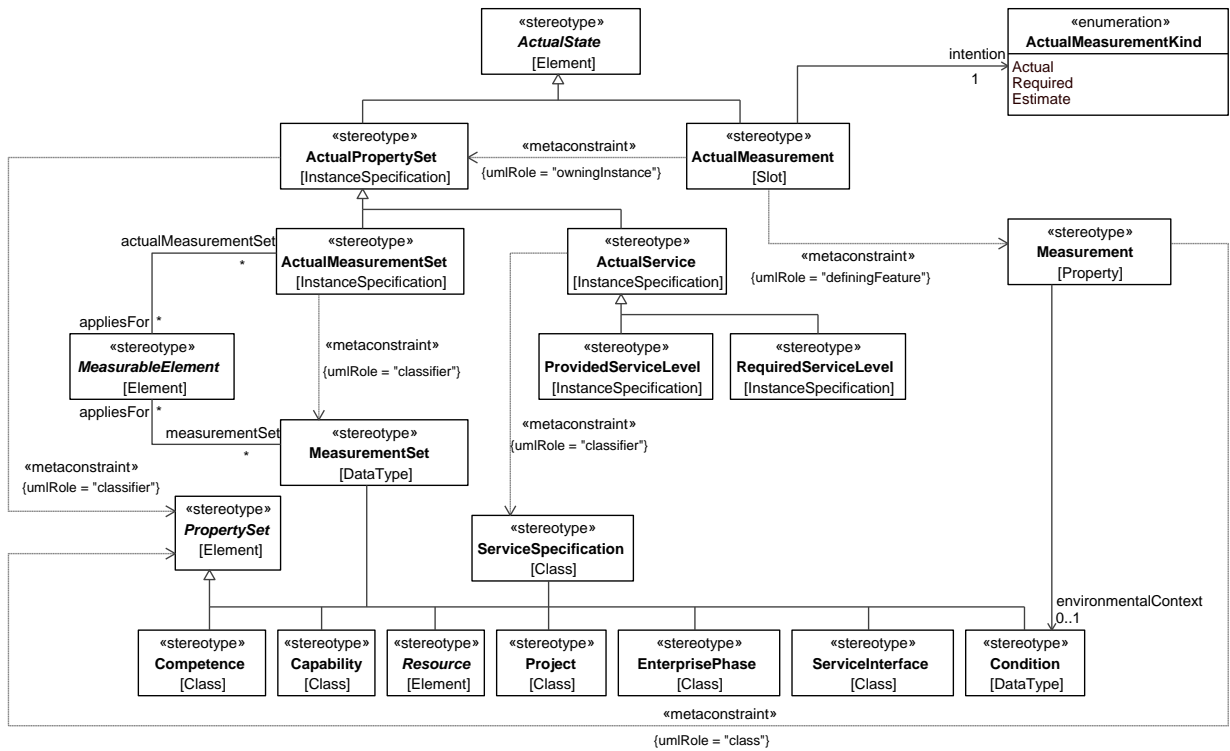 «stereotype»
ActualState
[Element]
«enumeration»
ActualMeasurementKind
Actual
Required
Estimate
intention
1
«stereotype»
ActualPropertySet
[InstanceSpecification]
«metaconstraint»
{umlRole = "owningInstance"}
«stereotype»
ActualMeasurement
[Slot]
actualMeasurementSet
*
«stereotype»
ActualMeasurementSet
[InstanceSpecification]
«stereotype»
ActualService
[InstanceSpecification]
«metaconstraint»
{umlRole = "definingFeature"}
«stereotype»
Measurement
[Property]
appliesFor
*
«stereotype»
MeasurableElement
[Element]
«metaconstraint»
{umlRole = "classifier"}
«stereotype»
ProvidedServiceLevel
[InstanceSpecification]
«stereotype»
RequiredServiceLevel
[InstanceSpecification]
appliesFor
*
measurementSet
*
«stereotype»
MeasurementSet
[DataType]
«metaconstraint»
{umlRole = "classifier"}
«metaconstraint»
{umlRole = "classifier"}
«stereotype»
PropertySet
[Element]
«stereotype»
ServiceSpecification
[Class]
environmentalContext
0..1
«stereotype»
Competence
[Class]
«stereotype»
Capability
[Class]
«stereotype»
Resource
[Element]
«stereotype»
Project
[Class]
«stereotype»
EnterprisePhase
[Class]
«stereotype»
ServiceInterface
[Class]
«stereotype»
Condition
[DataType]
«metaconstraint»
{umlRole = "class"}